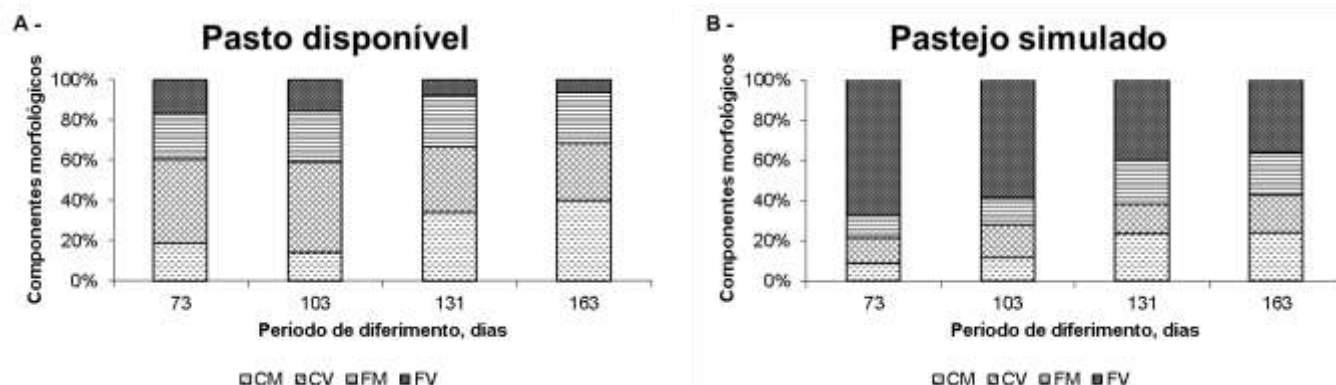 A -
Pasto disponível
Componentes morfológicos
100%
80%
60%
40%
20%
0%
73 103 131 163
Periodo de diferimento, dias
CM CV FM FV
B -
Pastejo simulado
Componentes morfológicos
100%
80%
60%
40%
20%
0%
73 103 131 163
Periodo de diferimento, dias
CM CV FM FV